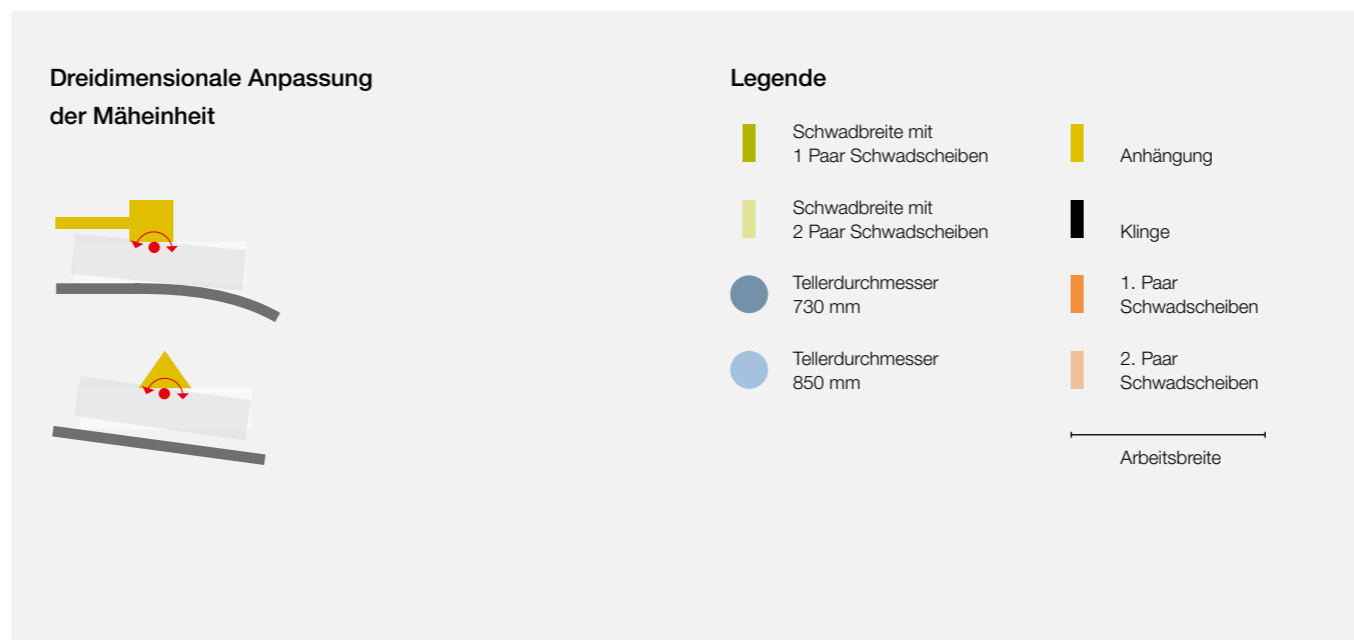 Dreidimensionale Anpassung
der Mäheinheit
Legende
Schwadbreite mit
1 Paar Schwadscheiben
Schwadbreite mit
2 Paar Schwadscheiben
Tellerdurchmesser
730 mm
Tellerdurchmesser
850 mm
Anhängung
Klinge
1. Paar
Schwadscheiben
2. Paar
Schwadscheiben
Arbeitsbreite